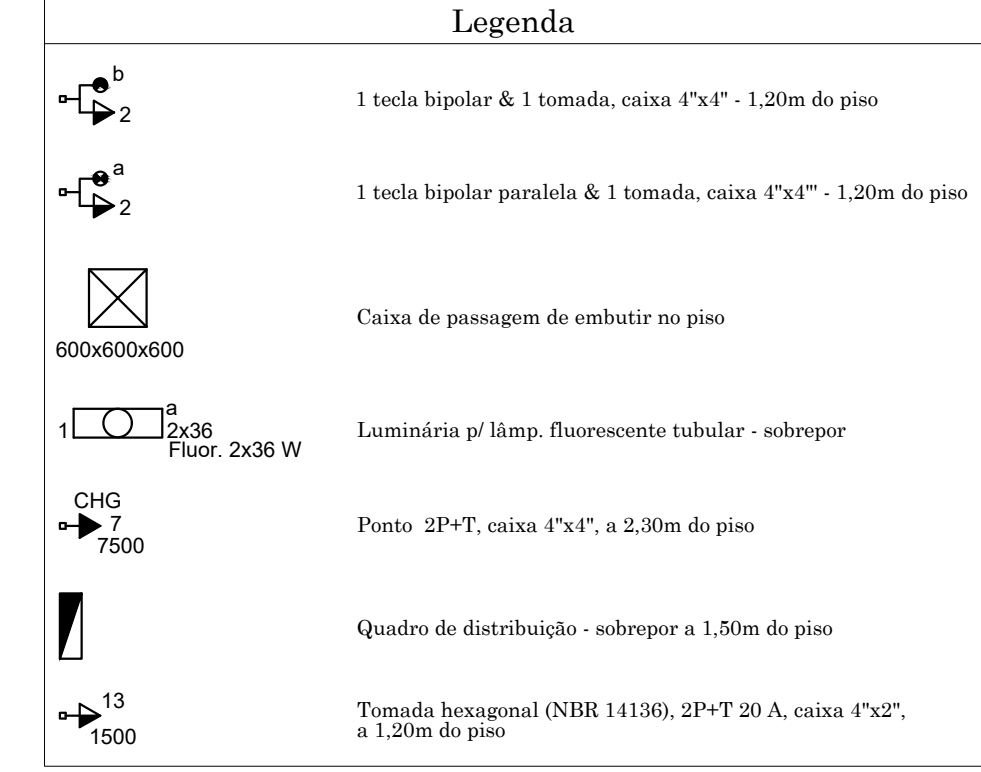 Legenda
b
2
1 tecla bipolar & 1 tomada, caixa 4"x4" - 1,20m do piso
a
2
1 tecla bipolar paralela & 1 tomada, caixa 4"x4'" - 1,20m do piso
600x600x600
Caixa de passagem de embutir no piso
1
a
2x36
Fluor. 2x36 W
Luminária p/ lâmp. fluorescente tubular - sobrepor
CHG
7
7500
Ponto 2P+T, caixa 4"x4", a 2,30m do piso
Quadro de distribuição - sobrepor a 1,50m do piso
13
1500
Tomada hexagonal (NBR 14136), 2P+T 20 A, caixa 4"x2",
a 1,20m do piso